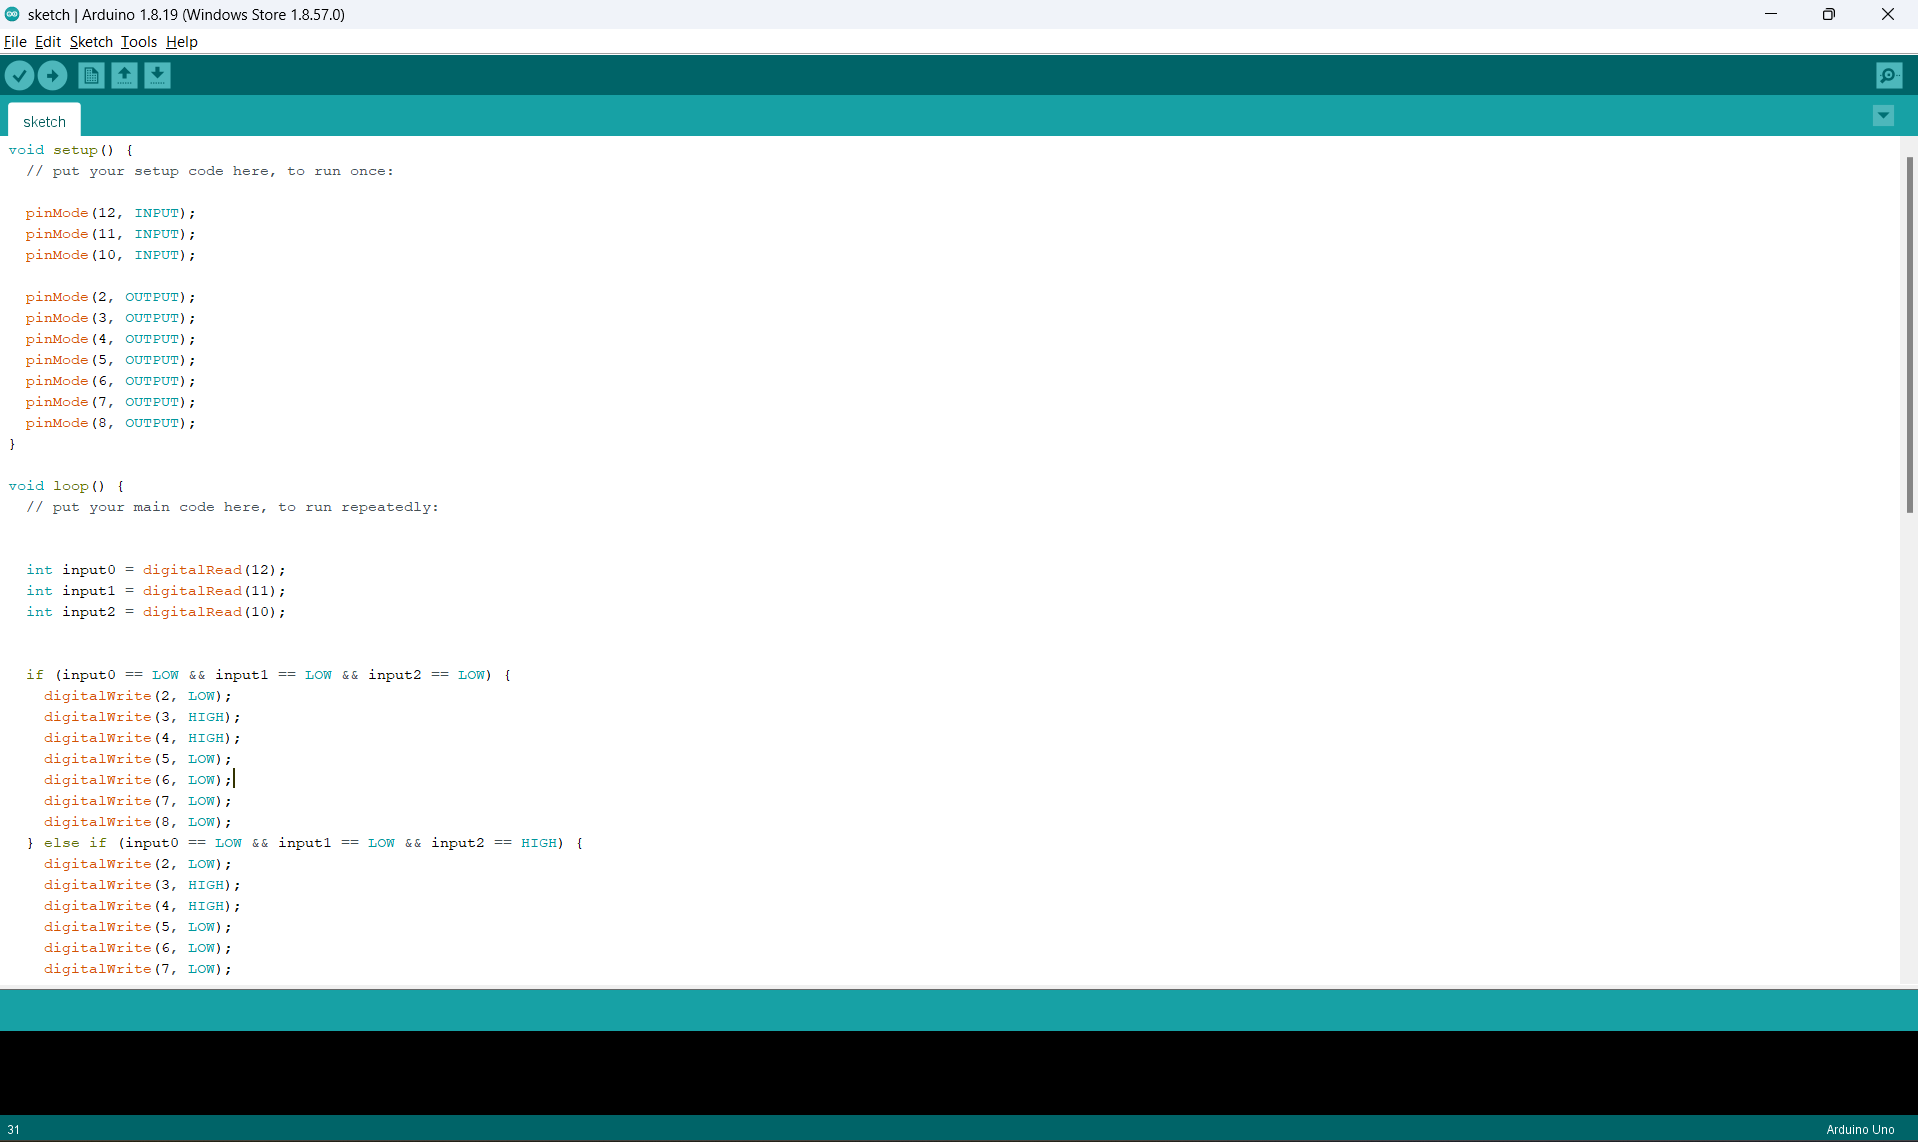 sketch | Arduino 1.8.19 (Windows Store 1.8.57.0)
File Edit Sketch Tools Help
sketch
void setup() {
  // put your setup code here, to run once:

  pinMode(12, INPUT);
  pinMode(11, INPUT);
  pinMode(10, INPUT);

  pinMode(2, OUTPUT);
  pinMode(3, OUTPUT);
  pinMode(4, OUTPUT);
  pinMode(5, OUTPUT);
  pinMode(6, OUTPUT);
  pinMode(7, OUTPUT);
  pinMode(8, OUTPUT);
}

void loop() {
  // put your main code here, to run repeatedly:

  int input0 = digitalRead(12);
  int input1 = digitalRead(11);
  int input2 = digitalRead(10);

  if (input0 == LOW && input1 == LOW && input2 == LOW) {
    digitalWrite(2, LOW);
    digitalWrite(3, HIGH);
    digitalWrite(4, HIGH);
    digitalWrite(5, LOW);
    digitalWrite(6, LOW);
    digitalWrite(7, LOW);
    digitalWrite(8, LOW);
  } else if (input0 == LOW && input1 == LOW && input2 == HIGH) {
    digitalWrite(2, LOW);
    digitalWrite(3, HIGH);
    digitalWrite(4, HIGH);
    digitalWrite(5, LOW);
    digitalWrite(6, LOW);
    digitalWrite(7, LOW);
31
Arduino Uno